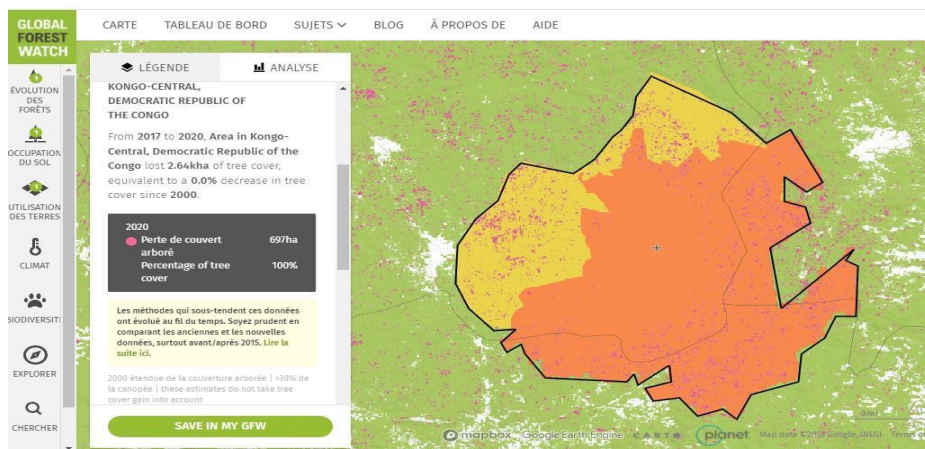 GLOBAL
FOREST
WATCH
CARTE TABLEAU DE BORD SUJETS BLOG À PROPOS DE AIDE
ÉVOLUTION
DES
FORÊTS
OCCUPATION
DU SOL
UTILISATION
DES TERRES
CLIMAT
BIODIVERSITÉ
EXPLORER
CHERCHER
LÉGENDE ANALYSE
KONGO-CENTRAL,
DEMOCRATIC REPUBLIC OF
THE CONGO
From 2017 to 2020, Area in Kongo-
Central, Democratic Republic of the
Congo lost 2.64kha of tree cover,
equivalent to a 0.0% decrease in tree
cover since 2000.
2020
Perte de couvert 697ha
arboré
Percentage of tree 100%
cover
Les méthodes qui sous-tendent ces données
ont évolué au fil du temps. Soyez prudent en
comparant les anciennes et les nouvelles
données, surtout avant/après 2015. Lire la
suite ici.
2000 étendue de la couverture arborée | >30% de
la canopée | these estimates do not take tree
cover gain into account
SAVE IN MY GFW
mapbox Google Earth Engine CARTO planet. Map data ©2019 Google, INEGI Terms of